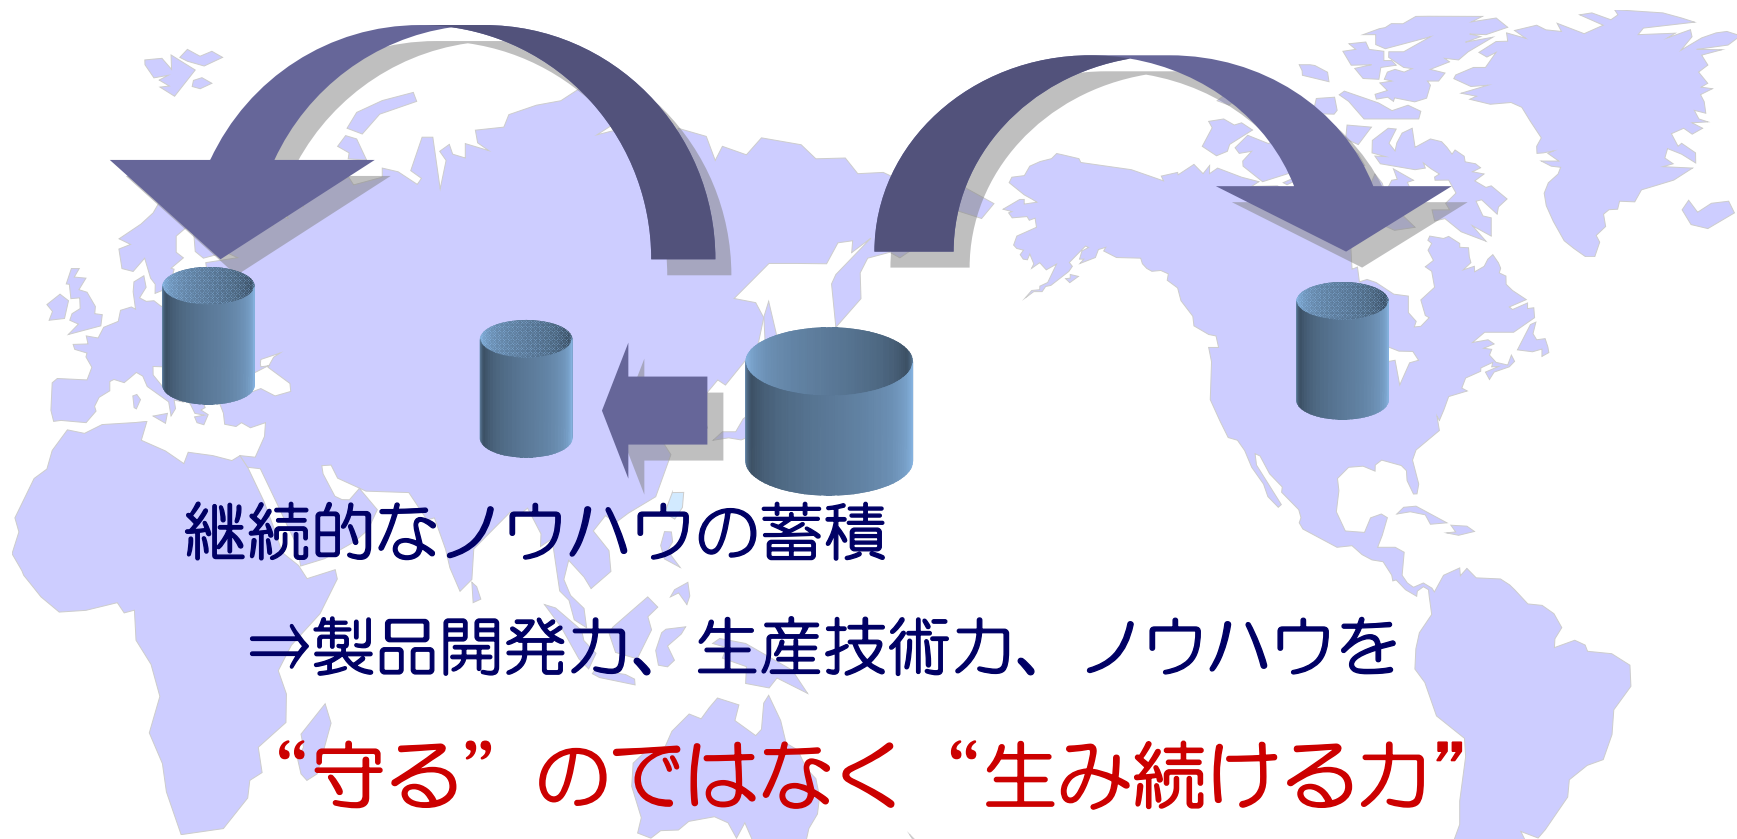 継続的なノウハウの蓄積
⇒製品開発力、生産技術力、ノウハウを
“守る”のではなく“生み続ける力”